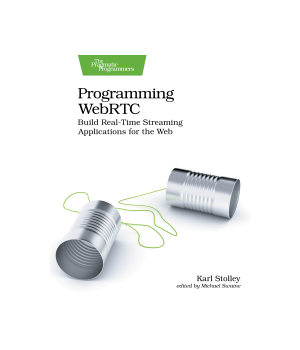 The
Pragmatic
Programmers
Programming
WebRTC
Build Real-Time Streaming
Applications for the Web
Karl Stolley
edited by Michael Swaine